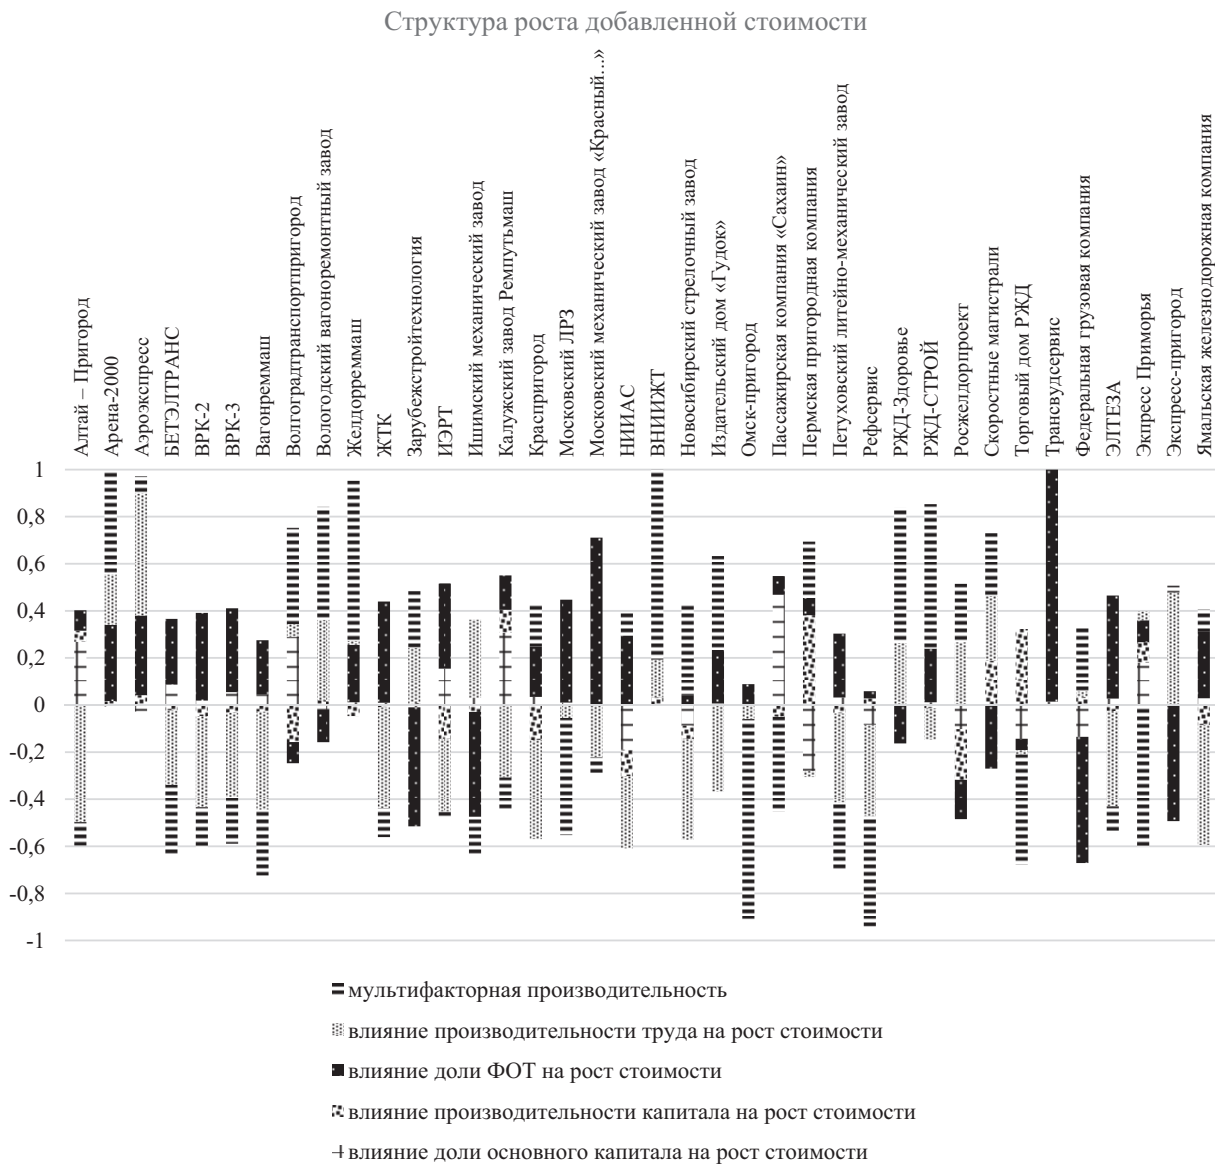 Структура роста добавленной стоимости
Алтай – Пригород
Арена-2000
Аэроэкспресс
БЕТЭЛТРАНС
ВРК-2
ВРК-3
Вагонреммаш
Волгоградтранспортпригород
Вологодский вагоноремонтный завод
Желдорреммаш
ЖТК
Зарубежстройтехнология
ИЭРТ
Ишимский механический завод
Калужский завод Ремпутьмаш
Краспригород
Московский ЛРЗ
Московский механический завод «Красный...»
НИИАС
ВНИИЖТ
Новосибирский стрелочный завод
Издательский дом «Гудок»
Омск-пригород
Пассажирская компания «Сахаин»
Пермская пригородная компания
Петуховский литейно-механический завод
Рефсервис
РЖД-Здоровье
РЖД-СТРОЙ
Росжелдорпроект
Скоростные магистрали
Торговый дом РЖД
Трансвудсервис
Федеральная грузовая компания
ЭЛТЕЗА
Экпресс Приморья
Экспресс-пригород
Ямальская железнодорожная компания
1
0,8
0,6
0,4
0,2
0
-0,2
-0,4
-0,6
-0,8
-1
мультифакторная производительность
влияние производительности труда на рост стоимости
влияние доли ФОТ на рост стоимости
влияние производительности капитала на рост стоимости
влияние доли основного капитала на рост стоимости